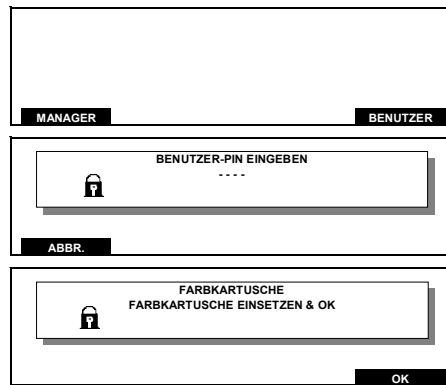 MANAGER BENUTZER
BENUTZER-PIN EINGEBEN
- - - -
ABBR.
FARBKARTUSCHE
FARBKARTUSCHE EINSETZEN & OK
OK